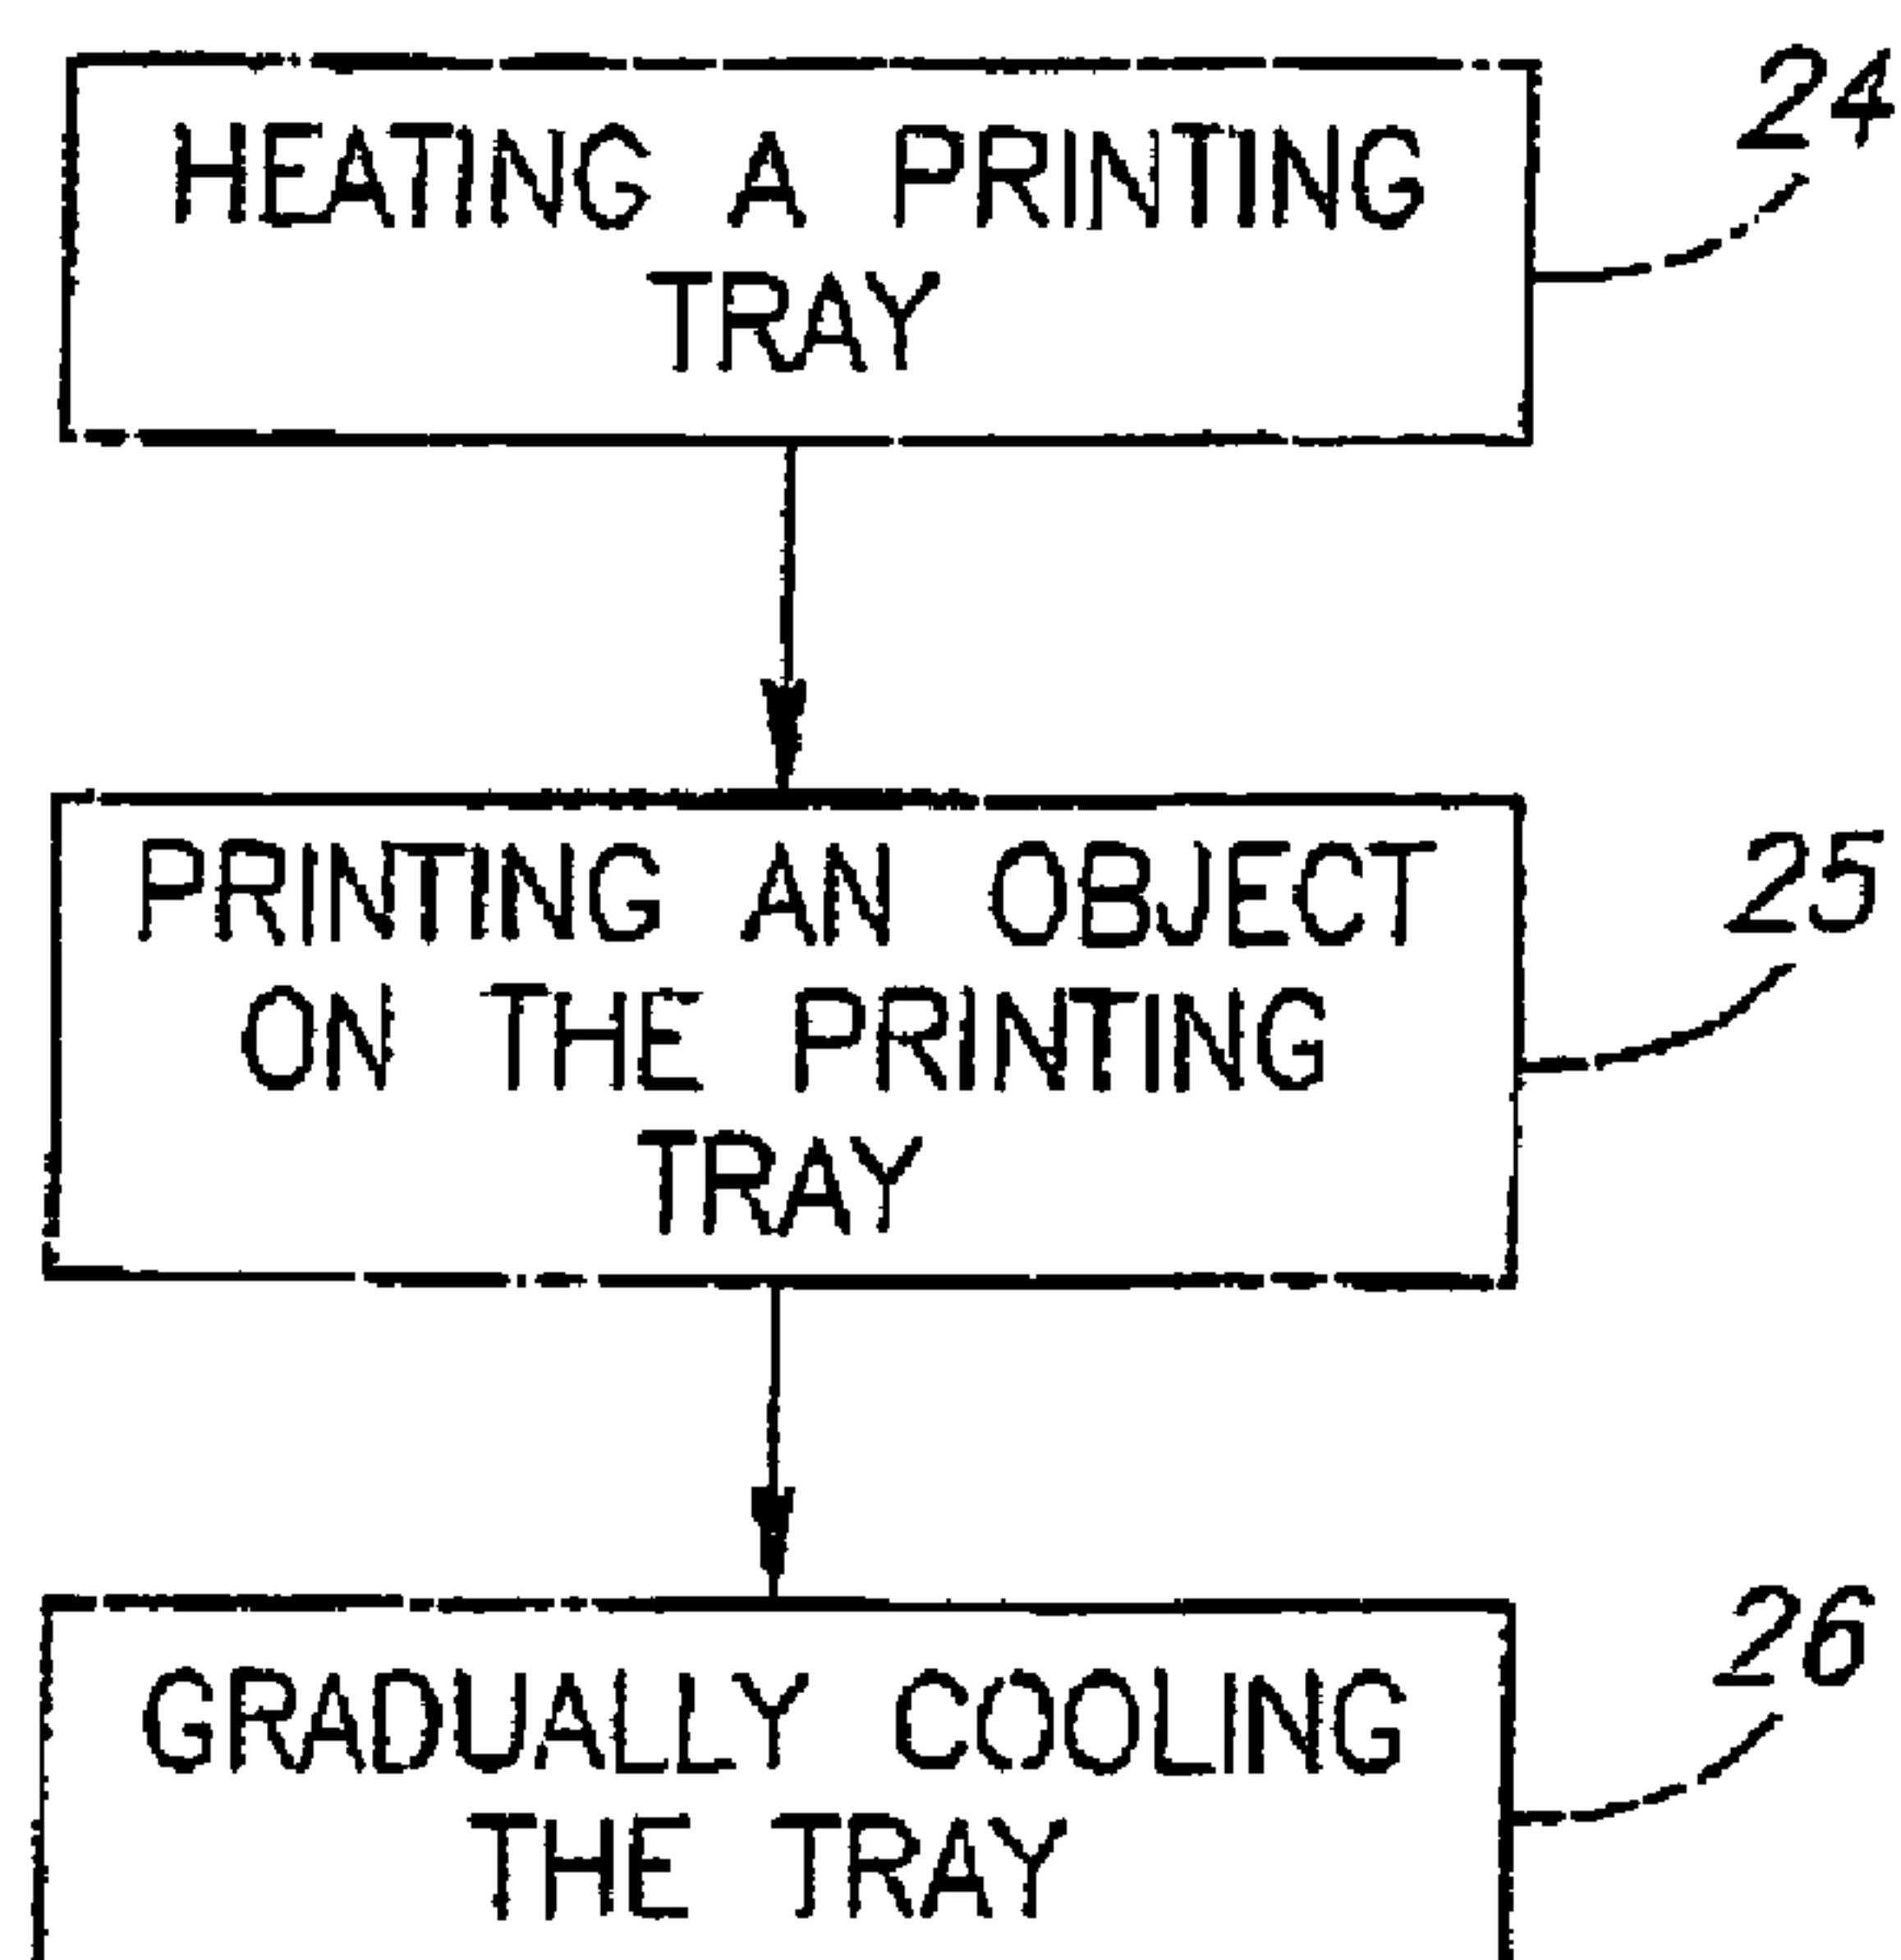 HEATING A PRINTING
TRAY
24
PRINTING AN OBJECT
ON THE PRINTING
TRAY
25
GRADUALLY COOLING
THE TRAY
26